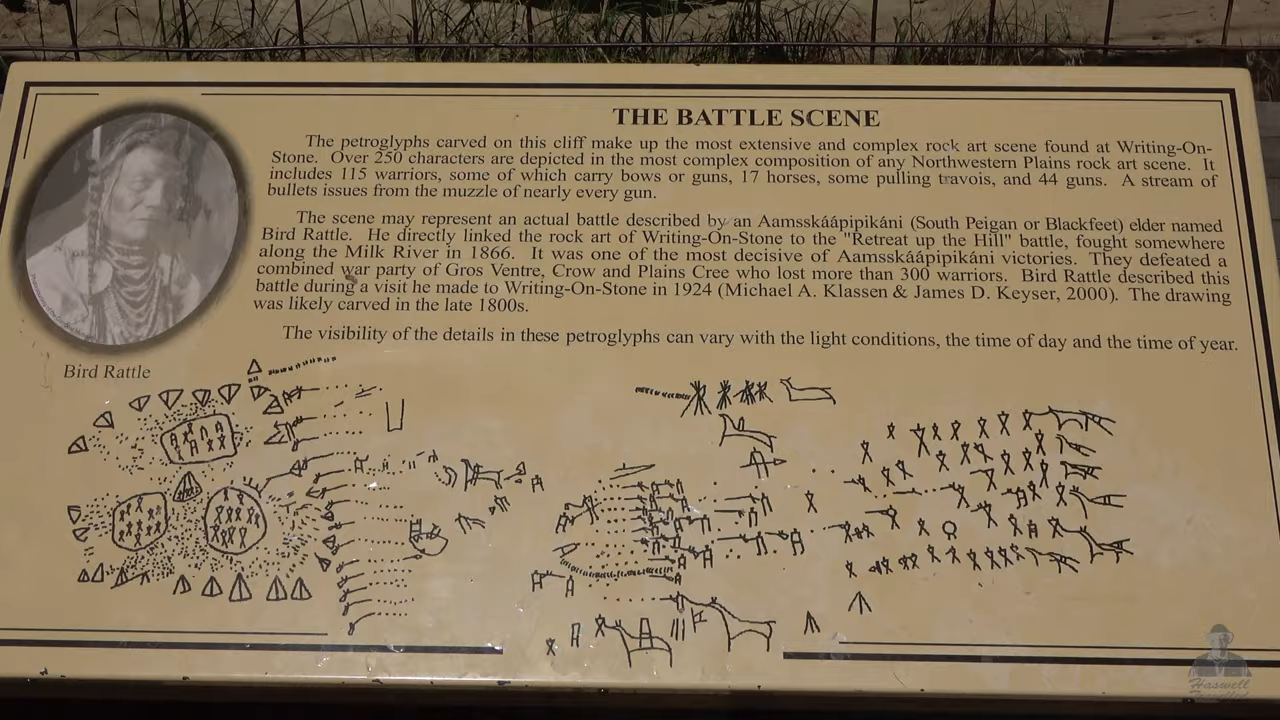 THE BATTLE SCENE
The petroglyphs carved on this cliff make up the most extensive and complex rock art scene found at Writing-On-
Stone. Over 250 characters are depicted in the most complex composition of any Northwestern Plains rock art scene. It
includes 115 warriors, some of which carry bows or guns, 17 horses, some pulling travois, and 44 guns. A stream of
bullets issues from the muzzle of nearly every gun.
The scene may represent an actual battle described by an Aamsskáápipikáni (South Peigan or Blackfeet) elder named
Bird Rattle. He directly linked the rock art of Writing-On-Stone to the "Retreat up the Hill" battle, fought somewhere
along the Milk River in 1866. It was one of the most decisive of Aamsskáápipikáni victories. They defeated a
combined war party of Gros Ventre, Crow and Plains Cree who lost more than 300 warriors. Bird Rattle described this
battle during a visit he made to Writing-On-Stone in 1924 (Michael A. Klassen & James D. Keyser, 2000). The drawing
was likely carved in the late 1800s.
The visibility of the details in these petroglyphs can vary with the light conditions, the time of day and the time of year.
Bird Rattle
Haswell